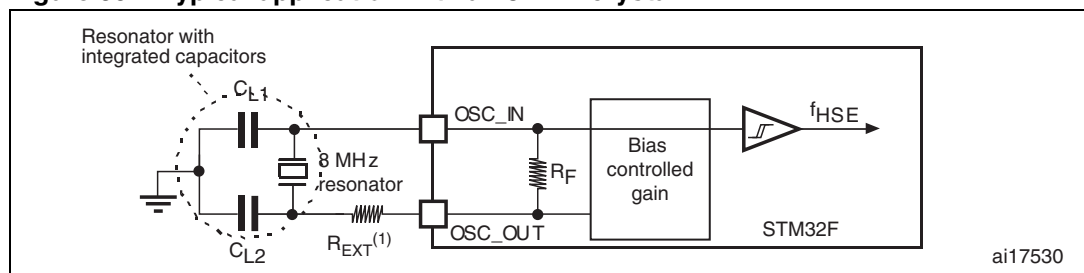 Resonator with
integrated capacitors
CL1
OSC_IN
fHSE
8 MHz
resonator
RF
Bias
controlled
gain
REXT(1)
OSC_OUT
STM32F
CL2
ai17530